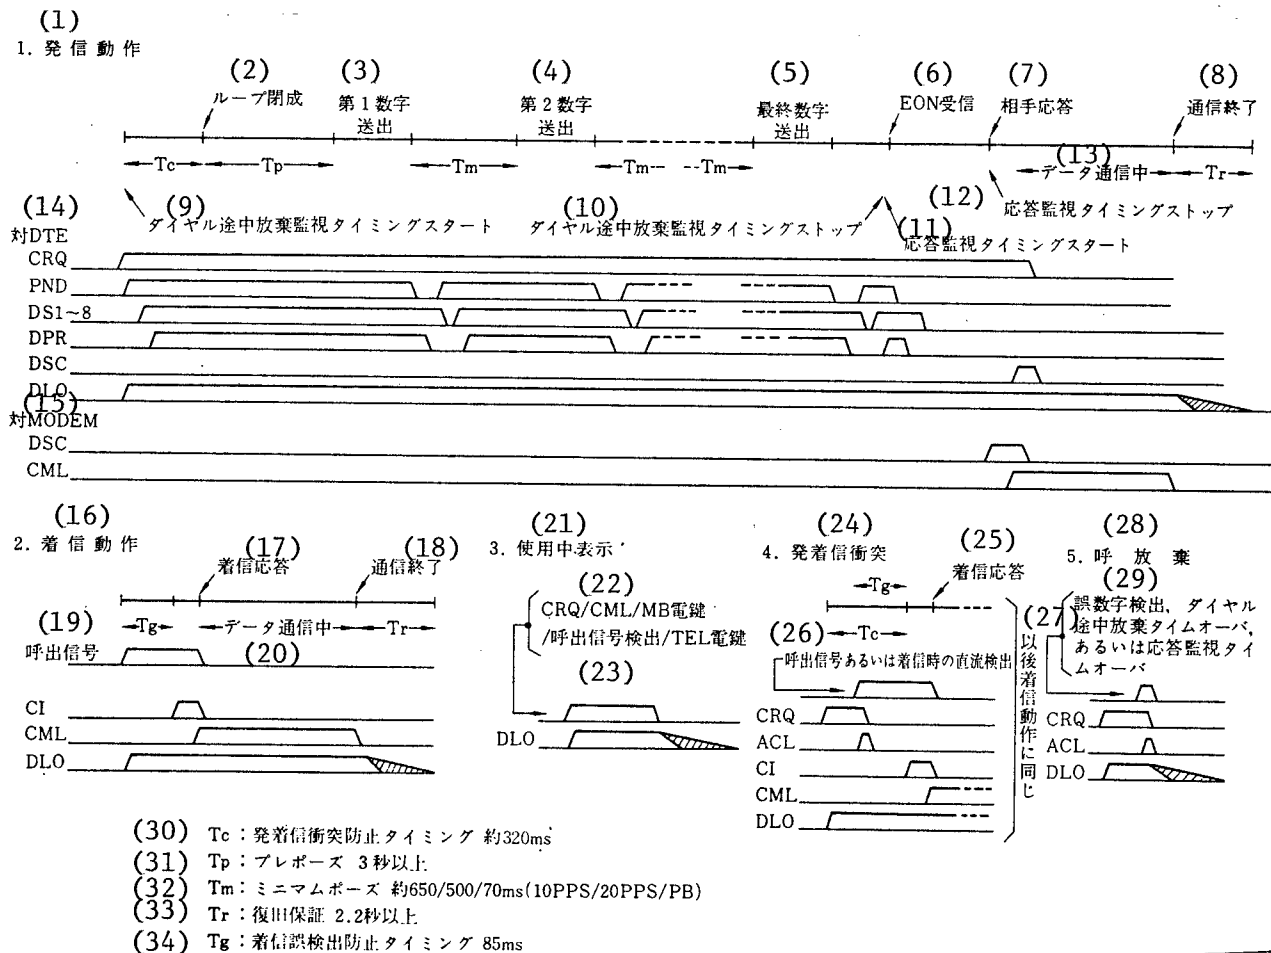 (1)
1. 発信動作
(2) (3) (4) (5) (6) (7) (8)
ループ閉成
第1数字
送出
第2数字
送出
最終数字
送出
EON受信
相手応答
通信終了
Tc Tp Tm Tm Tm
(13)
データ通信中 Tr
(14) (9) (10) (12)
(11)
ダイヤル途中放棄監視タイミングスタート
ダイヤル途中放棄監視タイミングストップ
応答監視タイミングストップ
応答監視タイミングスタート
対DTE
CRQ
PND
DS1~8
DPR
DSC
DLO
(15)
対MODEM
DSC
CML
(16)
2. 着信動作
(17) (18)
着信応答
通信終了
(19) Tg データ通信中 Tr
呼出信号 (20)
CI
CML
DLO
(21)
3. 使用中表示
(22)
CRQ/CML/MB電鍵
/呼出信号検出/TEL電鍵
(23)
DLO
(24)
4. 発着信衝突
(25)
着信応答
Tg
(26) Tc
呼出信号あるいは着信時の直流検出
CRQ
ACL
CI
CML
DLO
(27)
以後着信動作に同じ
(28)
5. 呼放棄
(29)
誤数字検出, ダイヤル
途中放棄タイムオーバ,
あるいは応答監視タイ
ムオーバ
CRQ
ACL
DLO
(30) Tc:発着信衝突防止タイミング 約320ms
(31) Tp:プレポーズ 3秒以上
(32) Tm:ミニマムポーズ 約650/500/70ms(10PPS/20PPS/PB)
(33) Tr:復旧保証 2.2秒以上
(34) Tg:着信誤検出防止タイミング 85ms